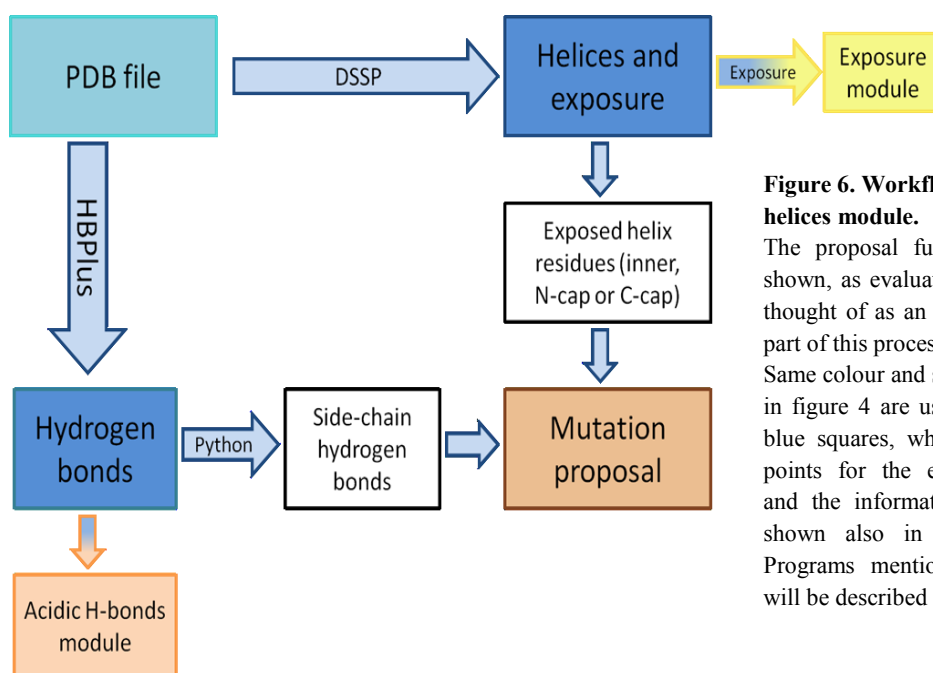 PDB file
DSSP
Helices and
exposure
Exposure
Exposure
module
HBPlus
Exposed helix
residues (inner,
N-cap or C-cap)
Hydrogen
bonds
Python
Side-chain
hydrogen
bonds
Mutation
proposal
Acidic H-bonds
module
Figure 6. Workfl
helices module.
The proposal fu
shown, as evaluat
thought of as an
part of this proces
Same colour and s
in figure 4 are us
blue squares, wh
points for the e
and the informat
shown also in
Programs mentio
will be described